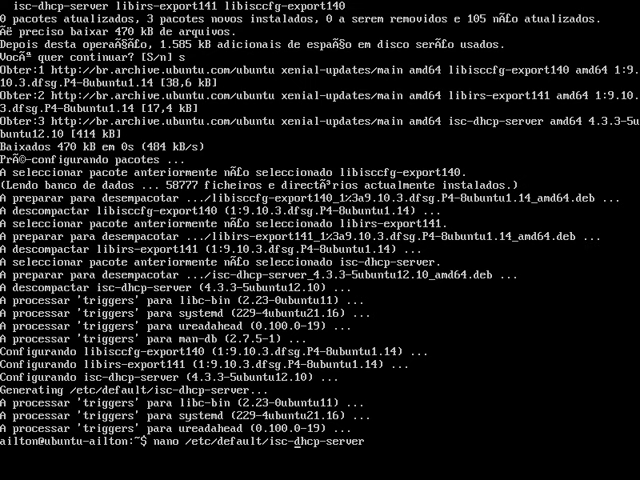 isc-dhcp-server libirs-export141 libisccfg-export140
0 pacotes atualizados, 3 pacotes novos instalados, 0 a serem removidos e 105 nÃ£o atualizados.
Ã‰ preciso baixar 470 kB de arquivos.
Depois desta operaÃ§Ã£o, 1.585 kB adicionais de espaÃ§o em disco serÃ£o usados.
VocÃª quer continuar? [S/n] s
Obter:1 http://br.archive.ubuntu.com/ubuntu xenial-updates/main amd64 libisccfg-export140 amd64 1:9.
10.3.dfsg.P4-8ubuntu1.14 [38,6 kB]
Obter:2 http://br.archive.ubuntu.com/ubuntu xenial-updates/main amd64 libirs-export141 amd64 1:9.10.
3.dfsg.P4-8ubuntu1.14 [17,4 kB]
Obter:3 http://br.archive.ubuntu.com/ubuntu xenial-updates/main amd64 isc-dhcp-server amd64 4.3.3-5u
buntu12.10 [414 kB]
Baixados 470 kB em 0s (484 kB/s)
PrÃ©-configurando pacotes ...
A seleccionar pacote anteriormente nÃ£o seleccionado libisccfg-export140.
(Lendo banco de dados ... 58777 ficheiros e directÃ³rios actualmente instalados.)
A preparar para desempacotar .../libisccfg-export140_1%3a9.10.3.dfsg.P4-8ubuntu1.14_amd64.deb ...
A descompactar libisccfg-export140 (1:9.10.3.dfsg.P4-8ubuntu1.14) ...
A seleccionar pacote anteriormente nÃ£o seleccionado libirs-export141.
A preparar para desempacotar .../libirs-export141_1%3a9.10.3.dfsg.P4-8ubuntu1.14_amd64.deb ...
A descompactar libirs-export141 (1:9.10.3.dfsg.P4-8ubuntu1.14) ...
A seleccionar pacote anteriormente nÃ£o seleccionado isc-dhcp-server.
A preparar para desempacotar .../isc-dhcp-server_4.3.3-5ubuntu12.10_amd64.deb ...
A descompactar isc-dhcp-server (4.3.3-5ubuntu12.10) ...
A processar 'triggers' para libc-bin (2.23-0ubuntu11) ...
A processar 'triggers' para systemd (229-4ubuntu21.16) ...
A processar 'triggers' para ureadahead (0.100.0-19) ...
A processar 'triggers' para man-db (2.7.5-1) ...
Configurando libisccfg-export140 (1:9.10.3.dfsg.P4-8ubuntu1.14) ...
Configurando libirs-export141 (1:9.10.3.dfsg.P4-8ubuntu1.14) ...
Configurando isc-dhcp-server (4.3.3-5ubuntu12.10) ...
Generating /etc/default/isc-dhcp-server...
A processar 'triggers' para libc-bin (2.23-0ubuntu11) ...
A processar 'triggers' para systemd (229-4ubuntu21.16) ...
A processar 'triggers' para ureadahead (0.100.0-19) ...
ailton@ubuntu-ailton:~$ nano /etc/default/isc-dhcp-server